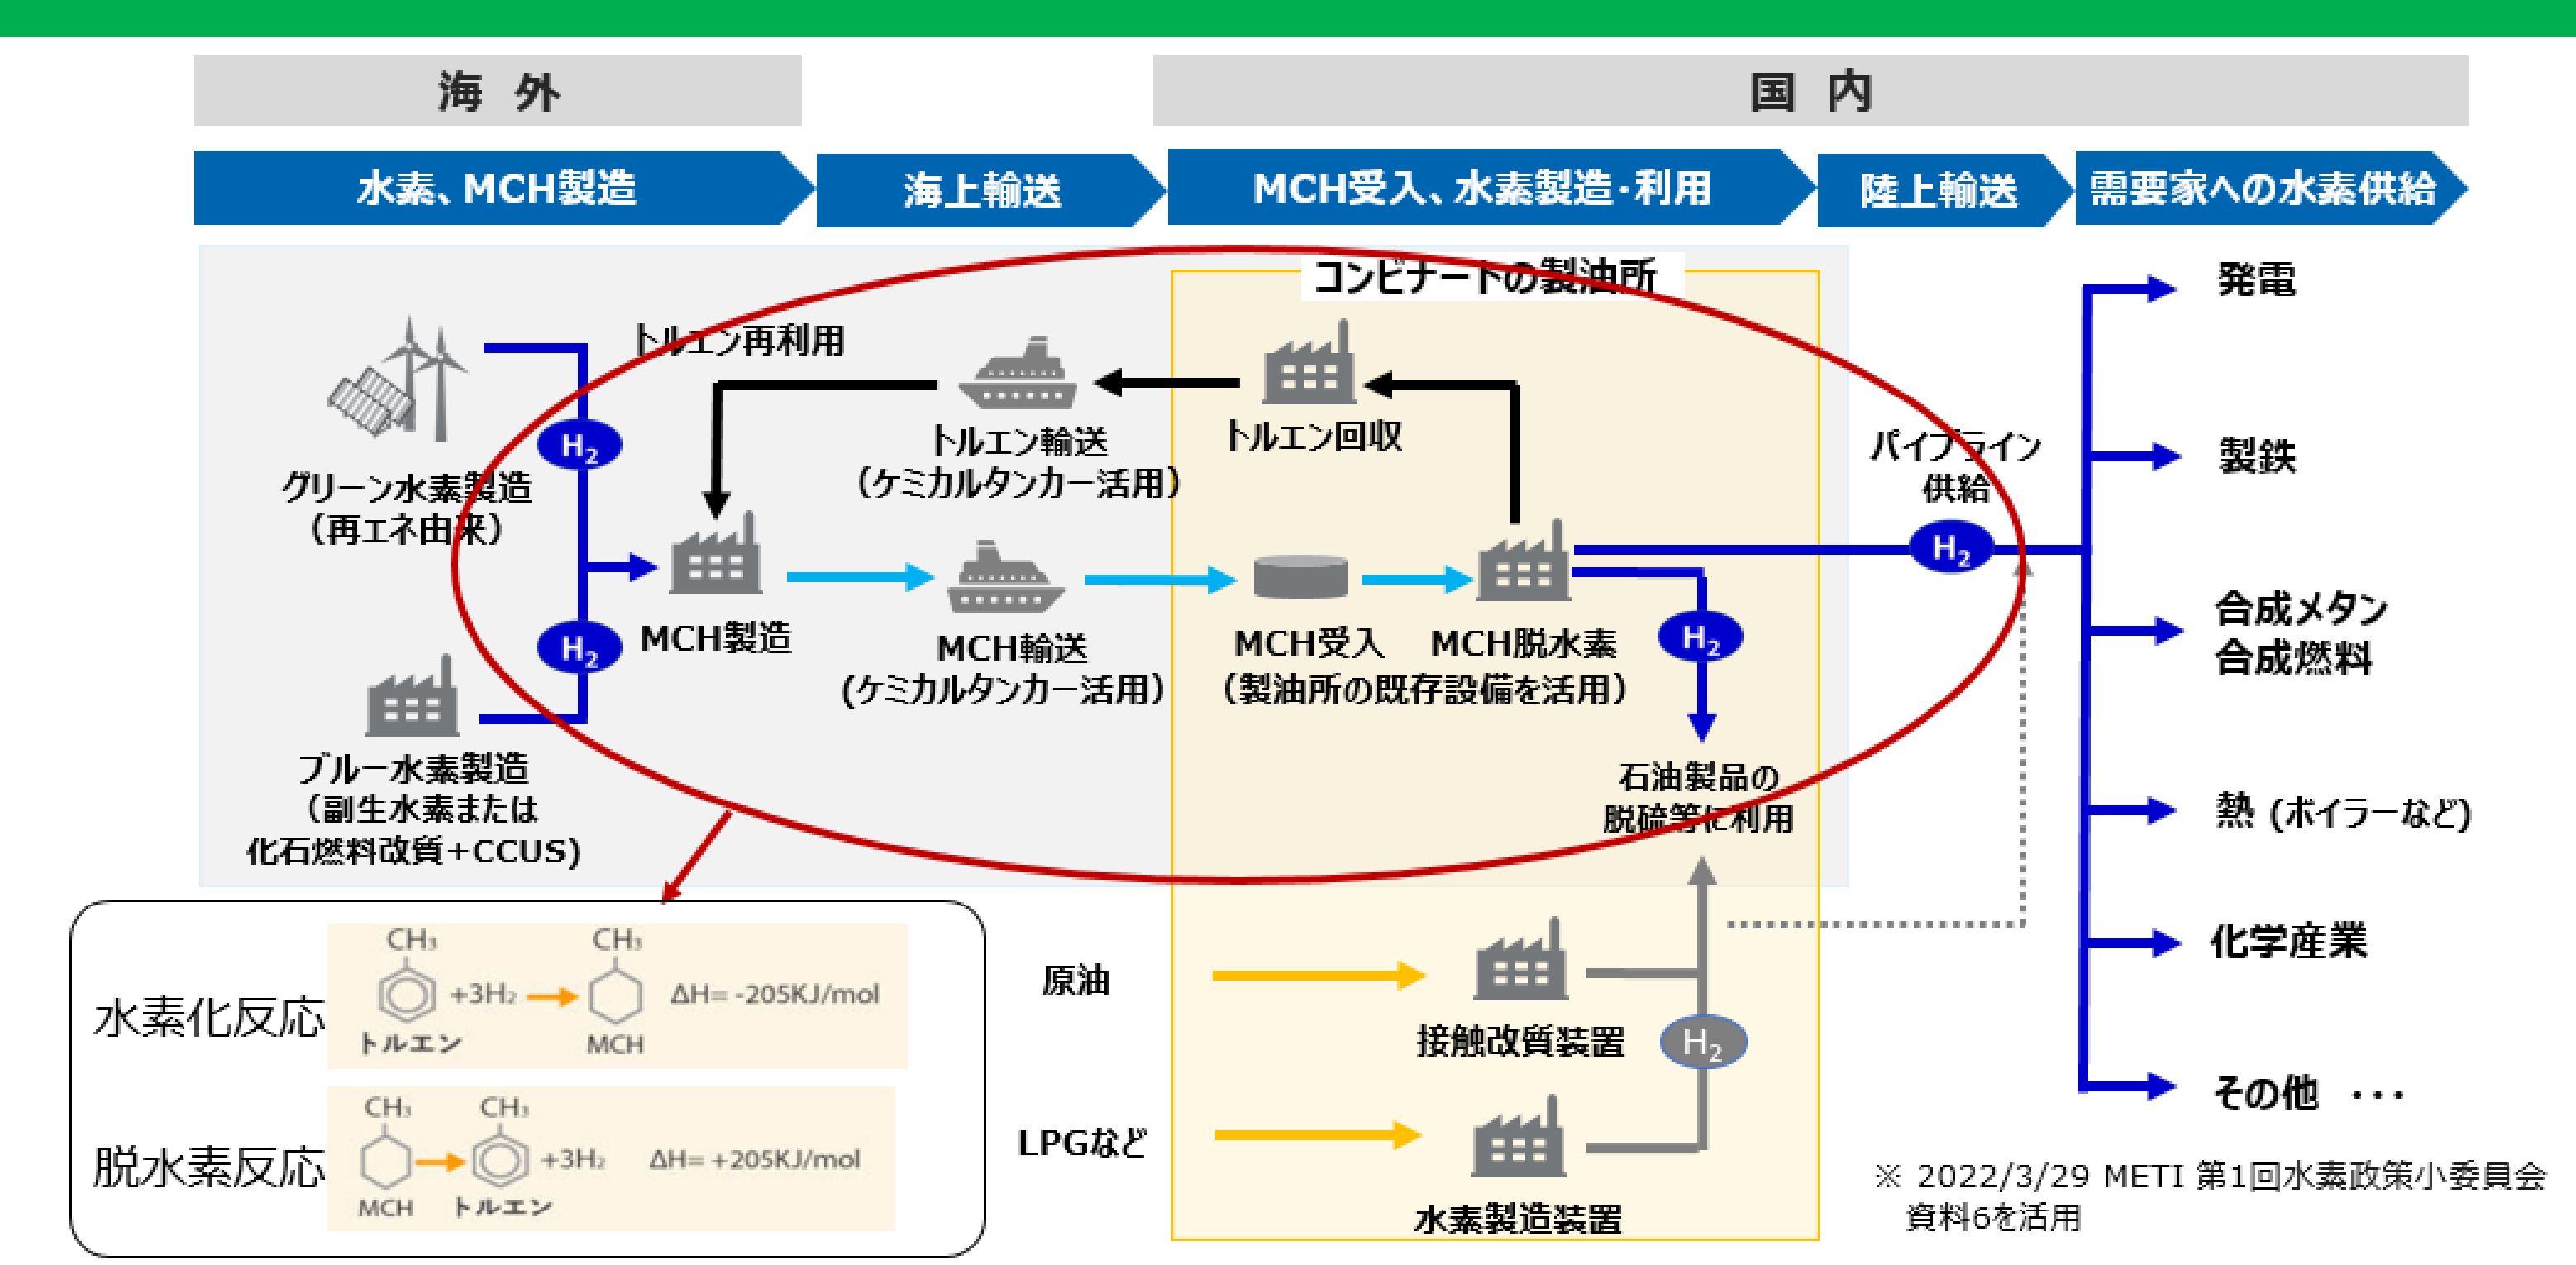 海 外
国 内
水素、MCH製造
海上輸送
MCH受入、水素製造・利用
陸上輸送
需要家への水素供給
コンビナートの製油所
トルエン再利用
H₂
グリーン水素製造
（再エネ由来）
トルエン輸送
（ケミカルタンカー活用）
トルエン回収
パイプライン
供給
H₂
H₂
MCH製造
MCH輸送
(ケミカルタンカー活用）
MCH受入
MCH脱水素
（製油所の既存設備を活用）
H₂
ブルー水素製造
（副生水素または
化石燃料改質+CCUS)
石油製品の
脱硫等に利用
発電
製鉄
合成メタン
合成燃料
熱 (ボイラーなど)
化学産業
その他 ・・・
水素化反応
CH₃
+3H₂
CH₃
ΔH= -205KJ/mol
トルエン
MCH
脱水素反応
CH₃
CH₃
+3H₂
ΔH= +205KJ/mol
MCH
トルエン
原油
接触改質装置
H₂
LPGなど
水素製造装置
※ 2022/3/29 METI 第1回水素政策小委員会
資料6を活用